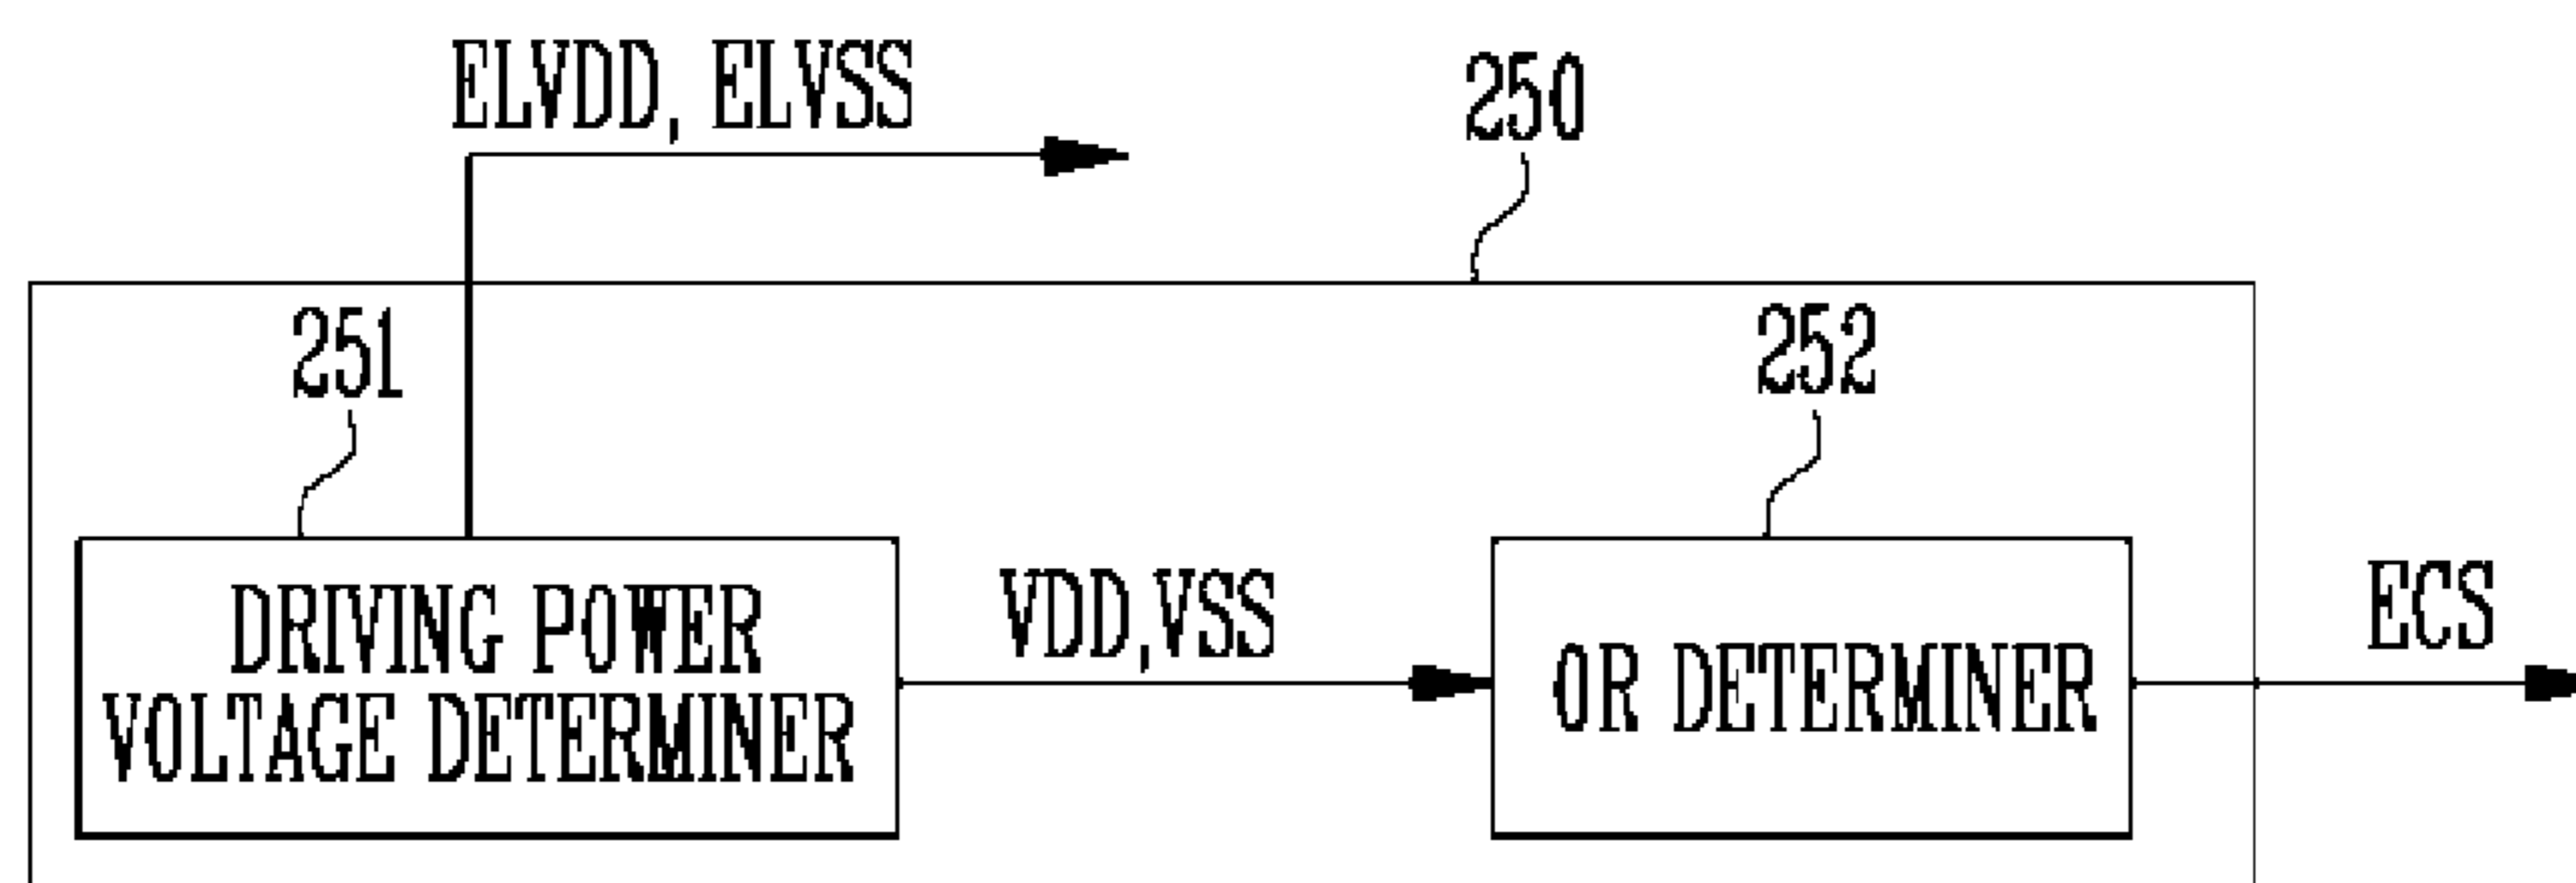 ELVDD, ELVSS
250
251
252
DRIVING POWER
VOLTAGE DETERMINER
VDD,VSS
OR DETERMINER
ECS